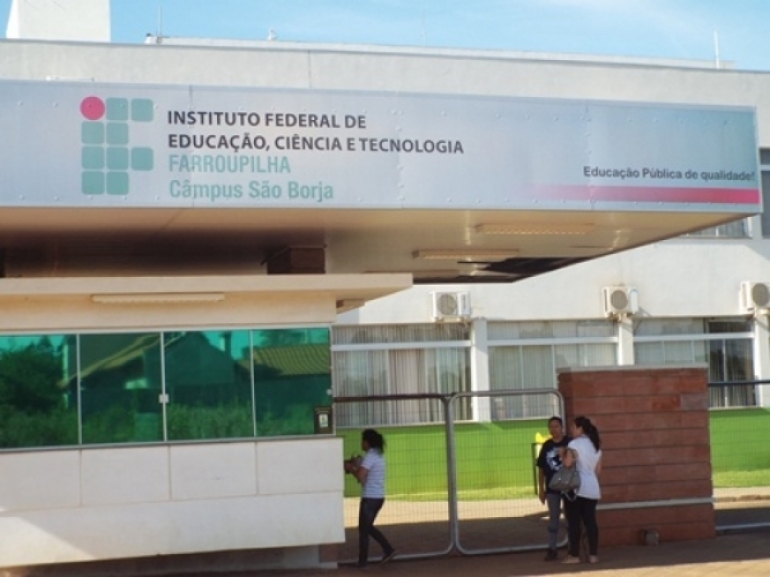 INSTITUTO FEDERAL DE
EDUCAÇÃO, CIÊNCIA E TECNOLOGIA
FARROUPILHA
Câmpus São Borja
Educação Pública de qualidade!